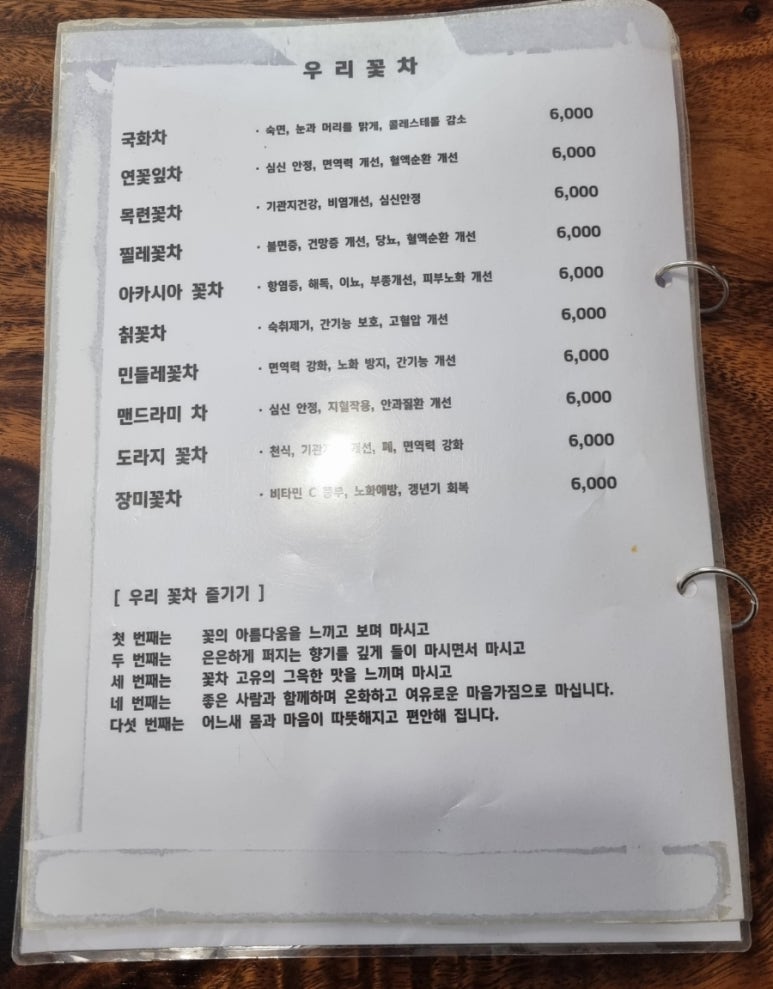 우리꽃차
국화차 · 숙면, 눈과 머리를 맑게, 콜레스테롤 감소 6,000
연꽃잎차 · 심신 안정, 면역력 개선, 혈액순환 개선 6,000
목련꽃차 · 기관지건강, 비염개선, 심신안정 6,000
찔레꽃차 · 불면증, 건망증 개선, 당뇨, 혈액순환 개선 6,000
아카시아 꽃차 · 항염증, 해독, 이뇨, 부종개선, 피부노화 개선 6,000
칡꽃차 · 숙취제거, 간기능 보호, 고혈압 개선 6,000
민들레꽃차 · 면역력 강화, 노화 방지, 간기능 개선 6,000
맨드라미 차 · 심신 안정, 지혈작용, 안과질환 개선 6,000
도라지 꽃차 · 천식, 개선, 폐, 면역력 강화 6,000
장미꽃차 · 비타민 C 노화예방, 갱년기 회복 6,000
[ 우리 꽃차 즐기기 ]
첫 번째는 꽃의 아름다움을 느끼고 보며 마시고
두 번째는 은은하게 퍼지는 향기를 깊게 들이 마시면서 마시고
세 번째는 꽃차 고유의 그윽한 맛을 느끼며 마시고
네 번째는 좋은 사람과 함께하며 온화하고 여유로운 마음가짐으로 마십니다.
다섯 번째는 어느새 몸과 마음이 따뜻해지고 편안해 집니다.